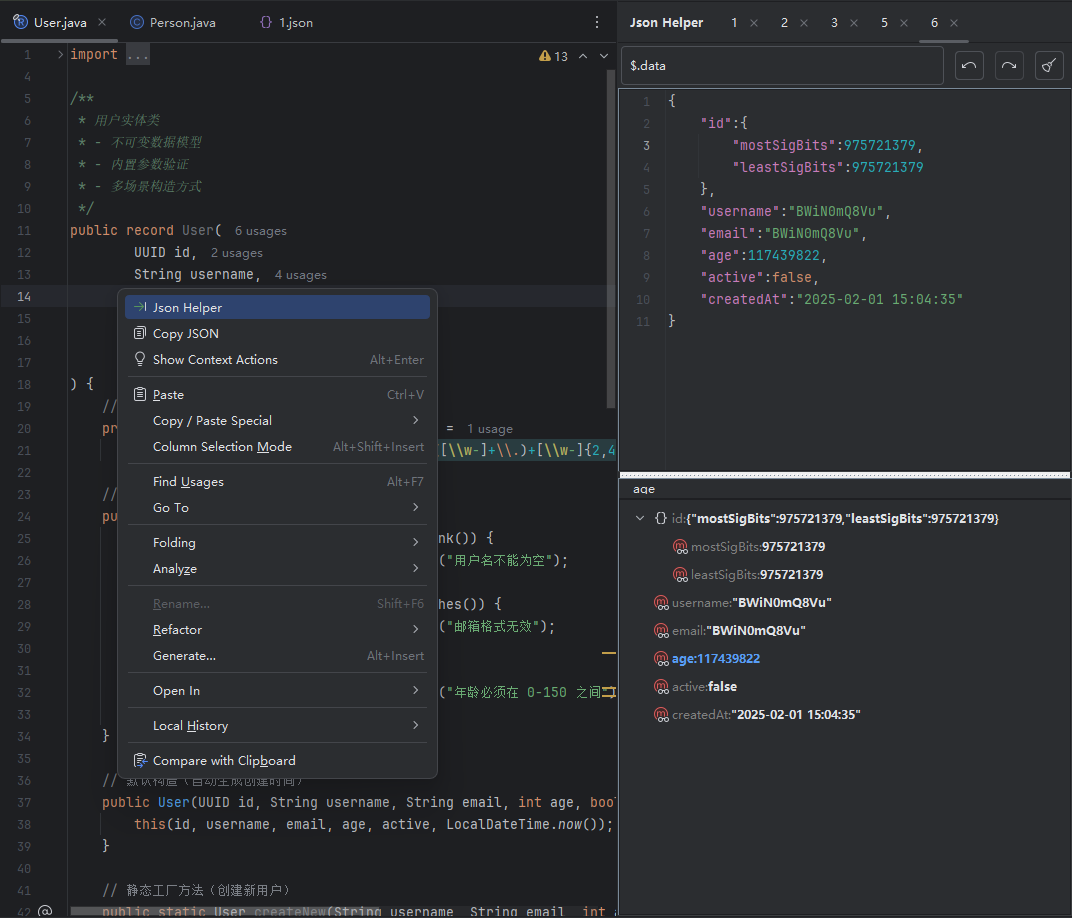 User.java
Person.java
1.json
1 import ...
13
4
5 /**
6 * 用户实体类
7 * - 不可变数据模型
8 * - 内置参数验证
9 * - 多场景构造方式
10 */
11 public record User( 6 usages
12 UUID id, 2 usages
13 String username, 4 usages
14
15
16
17
18 ) {
19 //
20 pr = 1 usage
21 [\\w-]+\\.)+[\\w-]{2,4
22
23 //
24 pu
25 nk()) {
26 ("用户名不能为空");
27
28 hes()) {
29 ("邮箱格式无效");
30
31
32 ("年龄必须在 0-150 之间")
33
34 }
35
36 // 默认构造（自动生成创建时间）
37 public User(UUID id, String username, String email, int age, bool
38 this(id, username, email, age, active, LocalDateTime.now());
39 }
40
41 // 静态工厂方法（创建新用户）
42 @ public static User createNew(String username, String email, int a
Json Helper
Copy JSON
Show Context Actions Alt+Enter
Paste Ctrl+V
Copy / Paste Special
Column Selection Mode Alt+Shift+Insert
Find Usages Alt+F7
Go To
Folding
Analyze
Rename... Shift+F6
Refactor
Generate... Alt+Insert
Open In
Local History
Compare with Clipboard
Json Helper 1 2 3 5 6
$.data
1 {
2 "id":{
3 "mostSigBits":975721379,
4 "leastSigBits":975721379
5 },
6 "username":"BWiN0mQ8Vu",
7 "email":"BWiN0mQ8Vu",
8 "age":117439822,
9 "active":false,
10 "createdAt":"2025-02-01 15:04:35"
11 }
age
{} id:{"mostSigBits":975721379,"leastSigBits":975721379}
m mostSigBits:975721379
m leastSigBits:975721379
m username:"BWiN0mQ8Vu"
m email:"BWiN0mQ8Vu"
m age:117439822
m active:false
m createdAt:"2025-02-01 15:04:35"